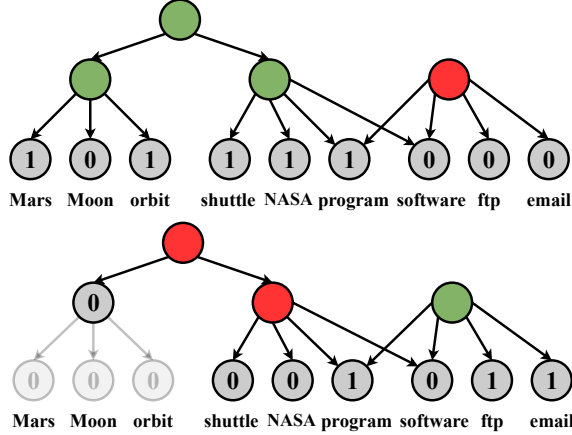 1 0 1 1 1 1 0 0 0
Mars Moon orbit shuttle NASA program software ftp email
0
0 0 0 0 0 1 0 1 1
Mars Moon orbit shuttle NASA program software ftp email